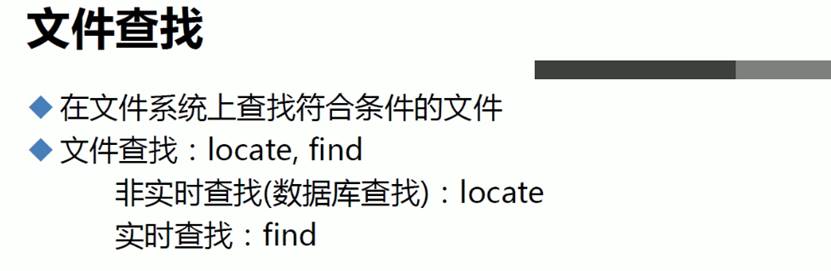 文件查找
在文件系统上查找符合条件的文件
文件查找：locate, find
非实时查找(数据库查找)：locate
实时查找：find